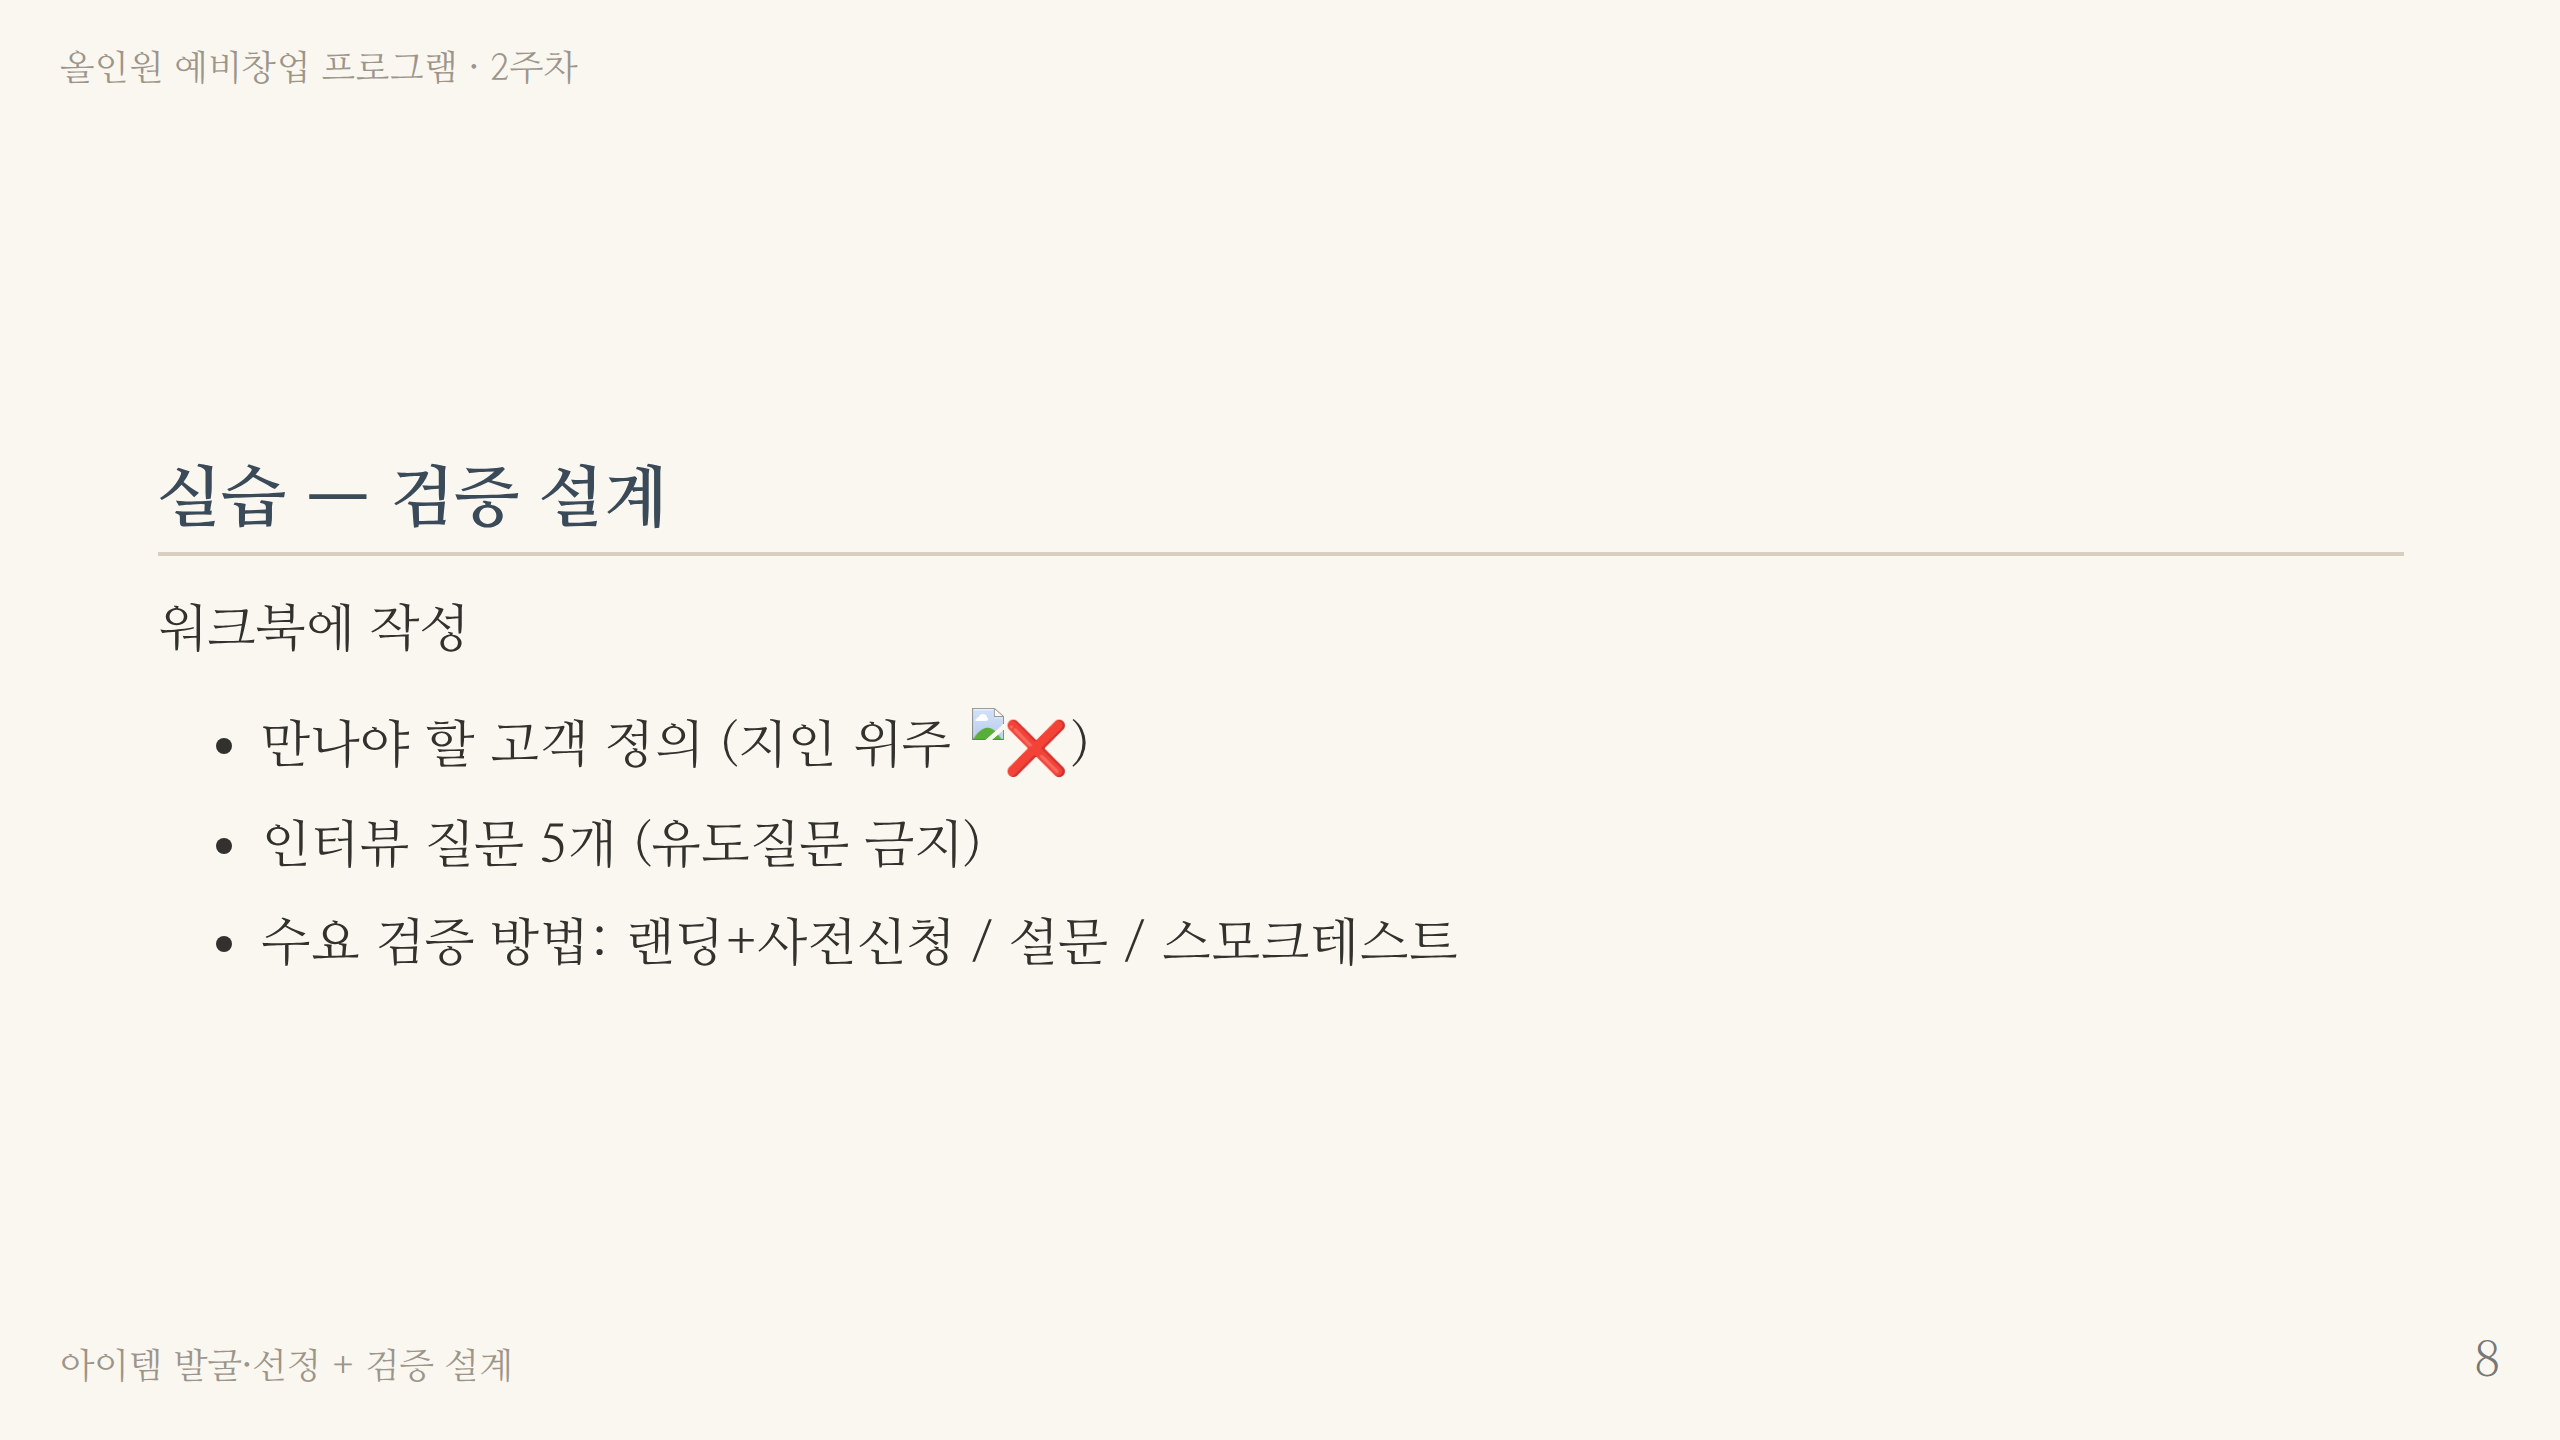 올인원 예비창업 프로그램 · 2주차
실습 — 검증 설계
워크북에 작성
• 만나야 할 고객 정의 (지인 위주 ❌)
• 인터뷰 질문 5개 (유도질문 금지)
• 수요 검증 방법: 랜딩+사전신청 / 설문 / 스모크테스트
아이템 발굴·선정 + 검증 설계
8